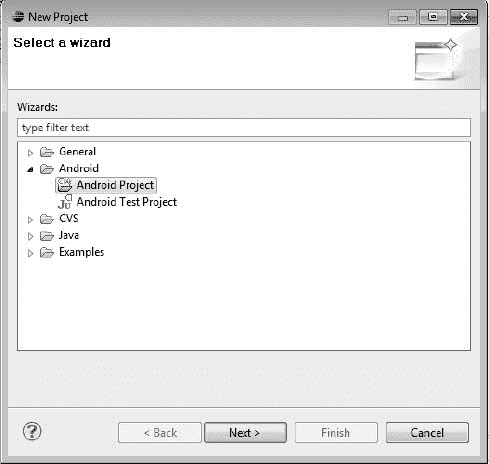 New Project
Select a wizard
Wizards:
type filter text
General
Android
Android Project
Android Test Project
CVS
Java
Examples
< Back
Next >
Finish
Cancel